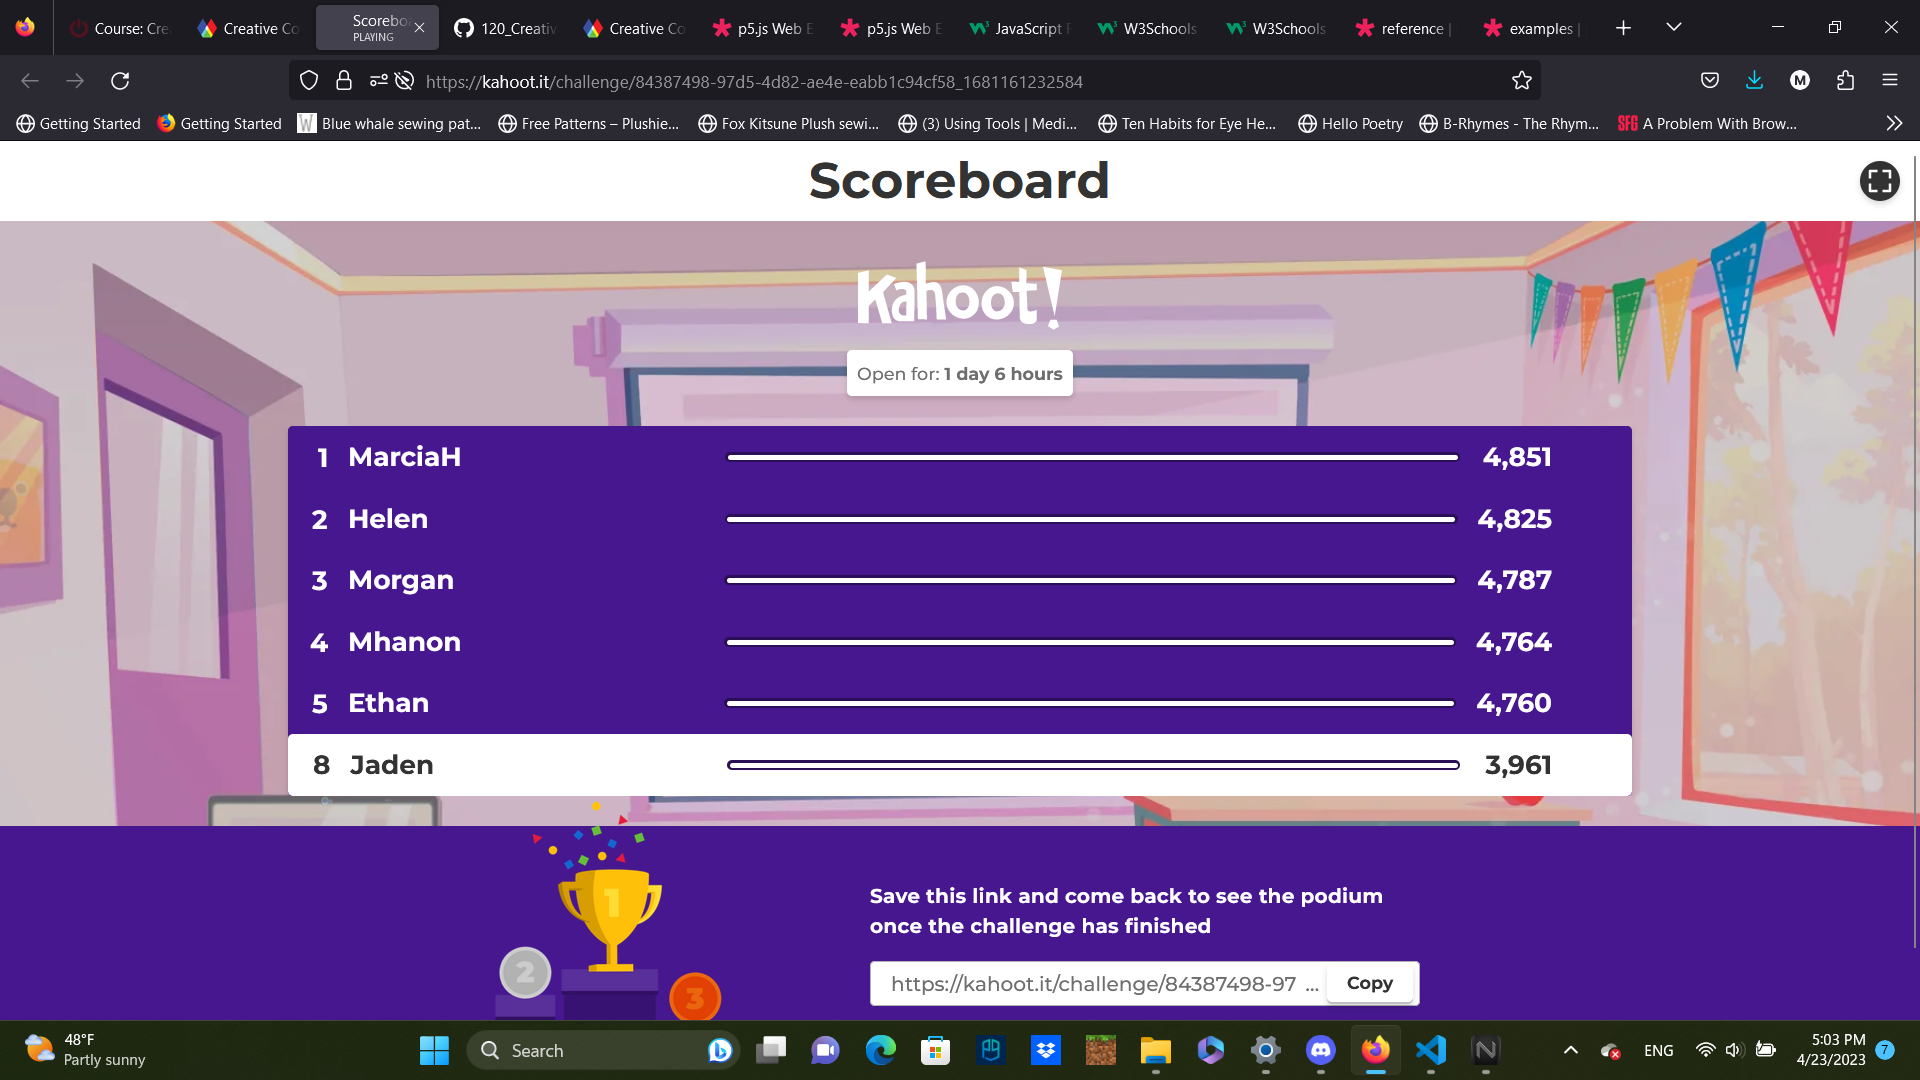 Course: Cre
Creative Co
Scorebo
PLAYING
120_Creativ
Creative Co
p5.js Web E
p5.js Web E
JavaScript
W3Schools
W3Schools
reference |
examples |
https://kahoot.it/challenge/84387498-97d5-4d82-ae4e-eabb1c94cf58_1681161232584
M
Getting Started
Getting Started
W Blue whale sewing pat...
Free Patterns – Plushie...
Fox Kitsune Plush sewi...
(3) Using Tools | Medi...
Ten Habits for Eye He...
Hello Poetry
B-Rhymes - The Rhym...
SFG A Problem With Brow...
Scoreboard
Kahoot!
Open for: 1 day 6 hours
1 MarciaH 4,851
2 Helen 4,825
3 Morgan 4,787
4 Mhanon 4,764
5 Ethan 4,760
8 Jaden 3,961
1
2
3
Save this link and come back to see the podium
once the challenge has finished
https://kahoot.it/challenge/84387498-97 ... Copy
48°F
Partly sunny
Search
ENG
5:03 PM
4/23/2023
7